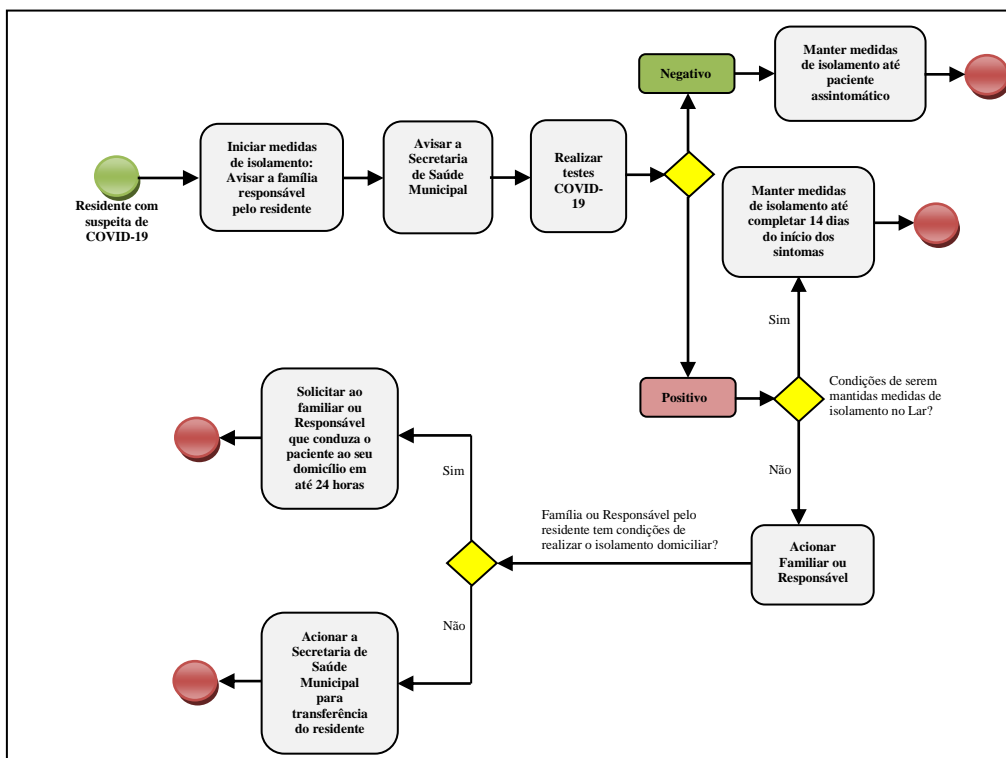 Residente com
suspeita de
COVID-19
Iniciar medidas
de isolamento:
Avisar a família
responsável
pelo residente
Avisar a
Secretaria
de Saúde
Municipal
Realizar
testes
COVID-
19
Negativo
Manter medidas
de isolamento até
paciente
assintomático
Manter medidas
de isolamento até
completar 14 dias
do início dos
sintomas
Sim
Positivo
Condições de serem
mantidas medidas de
isolamento no Lar?
Não
Acionar
Familiar ou
Responsável
Família ou Responsável pelo
residente tem condições de
realizar o isolamento domiciliar?
Sim
Solicitar ao
familiar ou
Responsável
que conduza o
paciente ao seu
domicílio em
até 24 horas
Não
Acionar a
Secretaria de
Saúde
Municipal
para
transferência
do residente